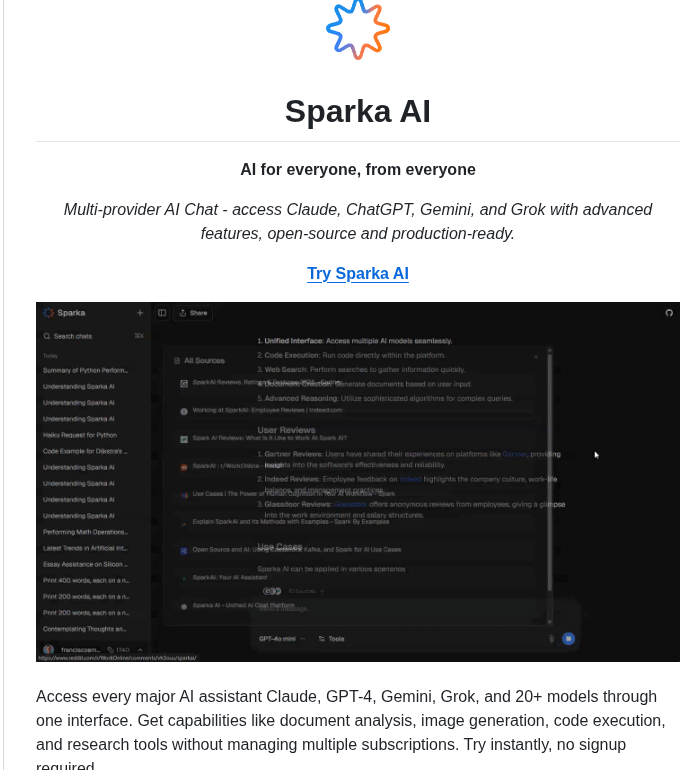 Sparka AI
AI for everyone, from everyone
Multi-provider AI Chat - access Claude, ChatGPT, Gemini, and Grok with advanced
features, open-source and production-ready.
Try Sparka AI
Sparka
Share
Search chats
Today
Summary of Python Perform...
Understanding Sparka AI
Understanding Sparka AI
Understanding Sparka AI
Haiku Request for Python
Code Example for Dijkstra's ...
Understanding Sparka AI
Understanding Sparka AI
Understanding Sparka AI
Understanding Sparka AI
Performing Math Operations...
Latest Trends in Artificial Int...
Essay Assistance on Silicon ...
Print 400 words, each on a n...
Print 200 words, each on a n...
Print 200 words, each on a n...
Contemplating Thoughts an...
1. Unified Interface: Access multiple AI models seamlessly.
2. Code Execution: Run code directly within the platform.
3. Web Search: Perform searches to gather information quickly.
4. Document Creation: Generate documents based on user input.
5. Advanced Reasoning: Utilize sophisticated algorithms for complex queries.
All Sources
SparkAI Reviews, Gartner
Working at SparkAI: Employee Reviews | Indeed.com
User Reviews
Spark AI Reviews: What Is It Like to Work At Spark AI?
1. Gartner Reviews: Users have shared their experiences on platforms like Gartner, providing
insights into the software's effectiveness and reliability.
SparkAI : r/WorkOnline - Reddit
2. Indeed Reviews: Employee feedback on Indeed highlights the company culture, work-life
balance, and management practices.
Use Cases | The Power of Human Cognition in Your AI Workflow - Spark
3. Glassdoor Reviews: Glassdoor offers anonymous reviews from employees, giving a glimpse
into the work environment and salary structures.
Explain SparkAI and Its Methods with Examples - Spark By Examples
Use Cases
Open Source and AI: Using Cassandra, Kafka, and Spark for AI Use Cases
Sparka AI can be applied in various scenarios
SparkAI: Your AI Assistant
Sources
Sparka AI - Unified AI Chat Platform
message...
GPT-4o mini
Tools
Access every major AI assistant Claude, GPT-4, Gemini, Grok, and 20+ models through
one interface. Get capabilities like document analysis, image generation, code execution,
and research tools without managing multiple subscriptions. Try instantly, no signup
required.